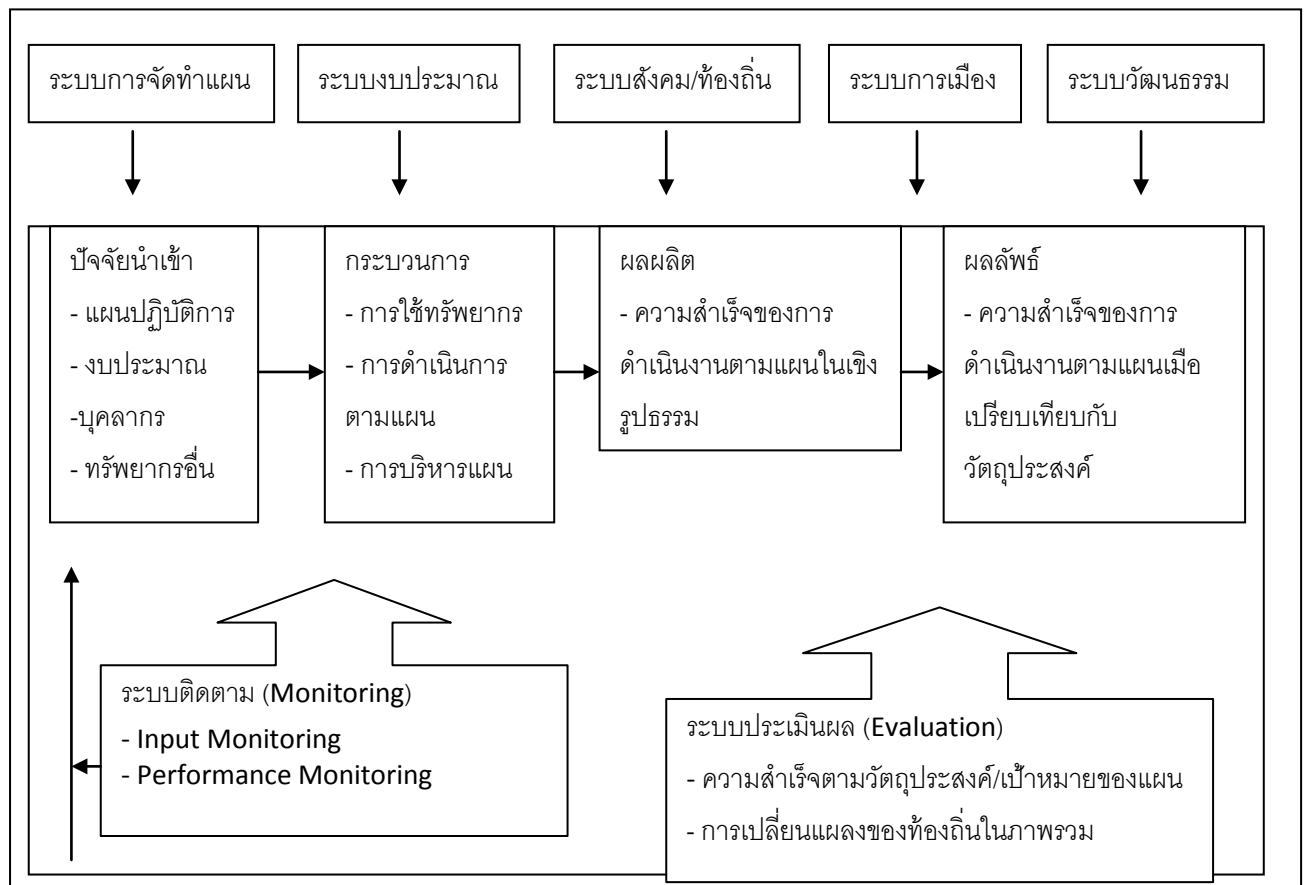 ระบบการจัดทำแผน
ระบบงบประมาณ
ระบบสังคม/ท้องถิ่น
ระบบการเมือง
ระบบวัฒนธรรม
ปัจจัยนำเข้า
- แผนปฏิบัติการ
- งบประมาณ
-บุคลากร
- ทรัพยากรอื่น
กระบวนการ
- การใช้ทรัพยากร
- การดำเนินการ
ตามแผน
- การบริหารแผน
ผลผลิต
- ความสำเร็จของการ
ดำเนินงานตามแผนในเชิง
รูปธรรม
ผลลัพธ์
- ความสำเร็จของการ
ดำเนินงานตามแผนเมือ
เปรียบเทียบกับ
วัตถุประสงค์
ระบบติดตาม (Monitoring)
- Input Monitoring
- Performance Monitoring
ระบบประเมินผล (Evaluation)
- ความสำเร็จตามวัตถุประสงค์/เป้าหมายของแผน
- การเปลี่ยนแผลงของท้องถิ่นในภาพรวม